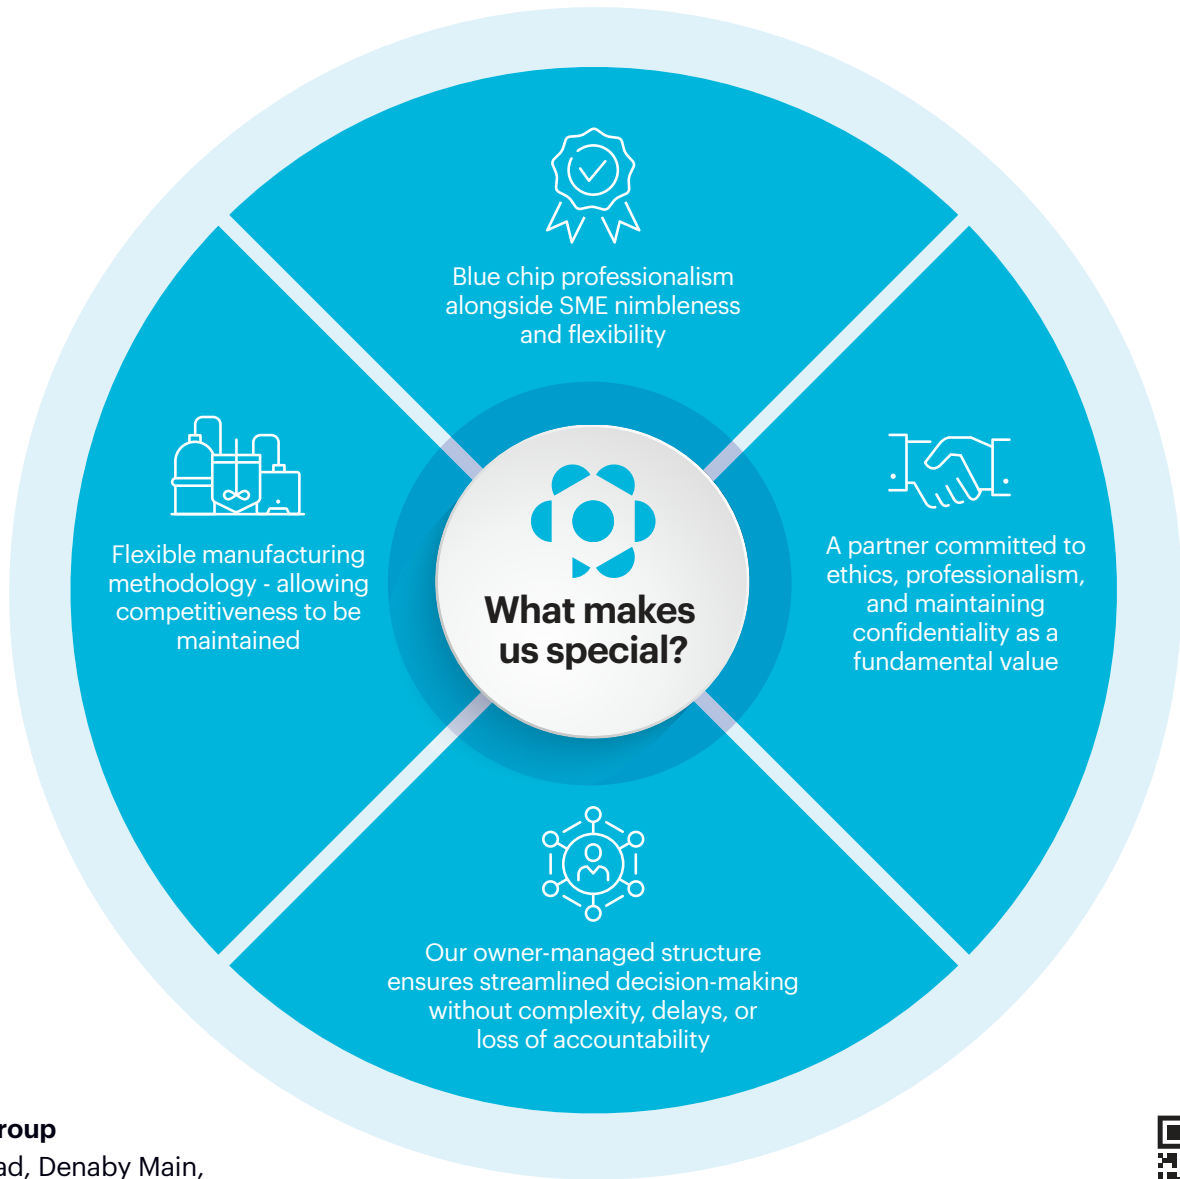 Blue chip professionalism
alongside SME nimbleness
and flexibility
Flexible manufacturing
methodology - allowing
competitiveness to be
maintained
What makes
us special?
A partner committed to
ethics, professionalism,
and maintaining
confidentiality as a
fundamental value
Our owner-managed structure
ensures streamlined decision-making
without complexity, delays, or
loss of accountability
Denaby Main,